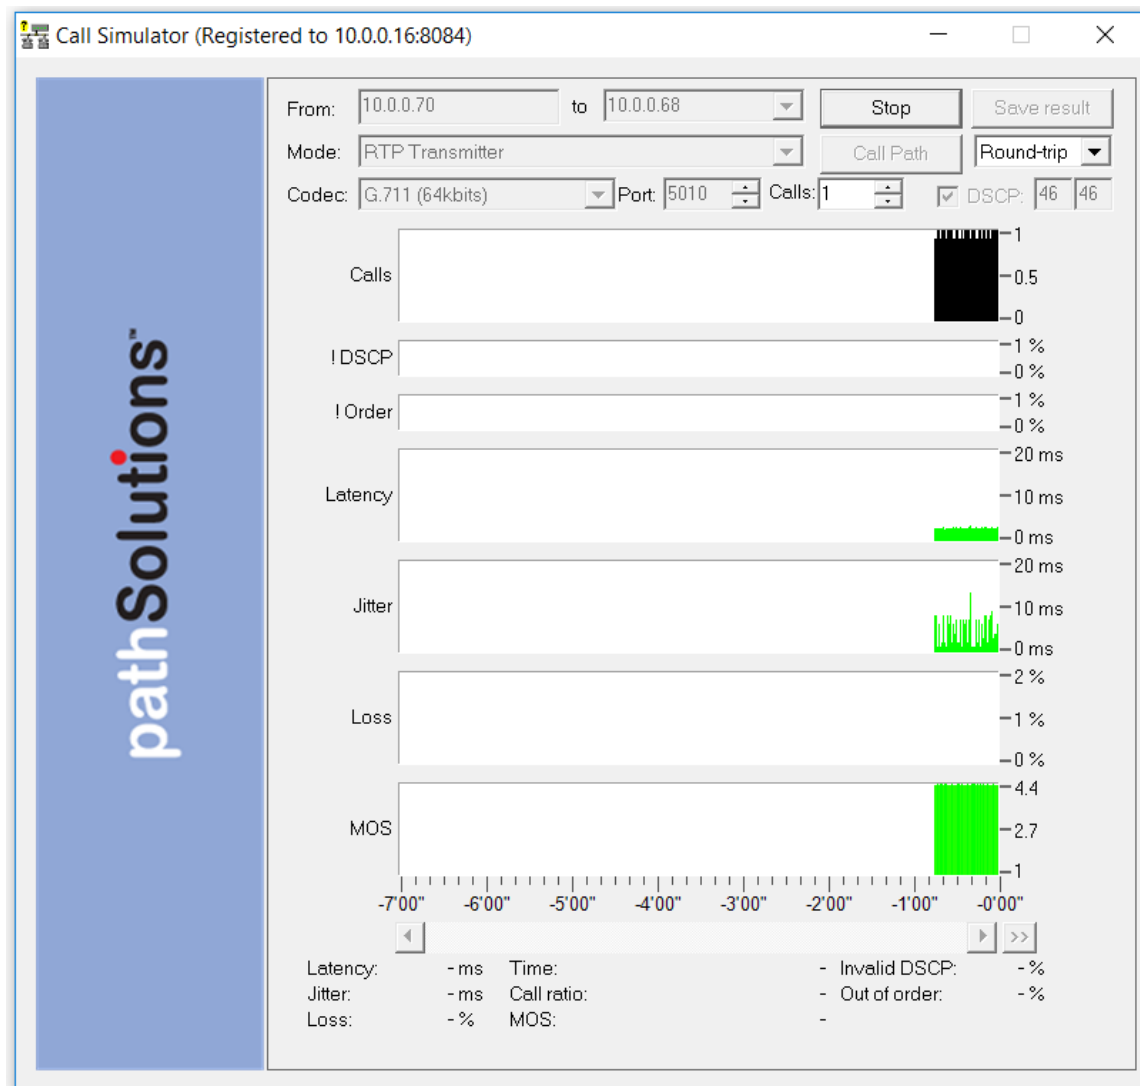 Call Simulator (Registered to 10.0.0.16:8084)
From: 10.0.0.70 to 10.0.0.68 Stop Save result
Mode: RTP Transmitter Call Path Round-trip
Codec: G.711 (64kbits) Port: 5010 Calls: 1 DSCP: 46 46
Calls
1
0.5
0
! DSCP
1 %
0 %
! Order
1 %
0 %
Latency
20 ms
10 ms
0 ms
Jitter
20 ms
10 ms
0 ms
Loss
2 %
1 %
0 %
MOS
4.4
2.7
1
-7'00" -6'00" -5'00" -4'00" -3'00" -2'00" -1'00" -0'00"
>>
Latency: - ms Time: - Invalid DSCP: - %
Jitter: - ms Call ratio: - Out of order: - %
Loss: - % MOS: -
pathSolutions™